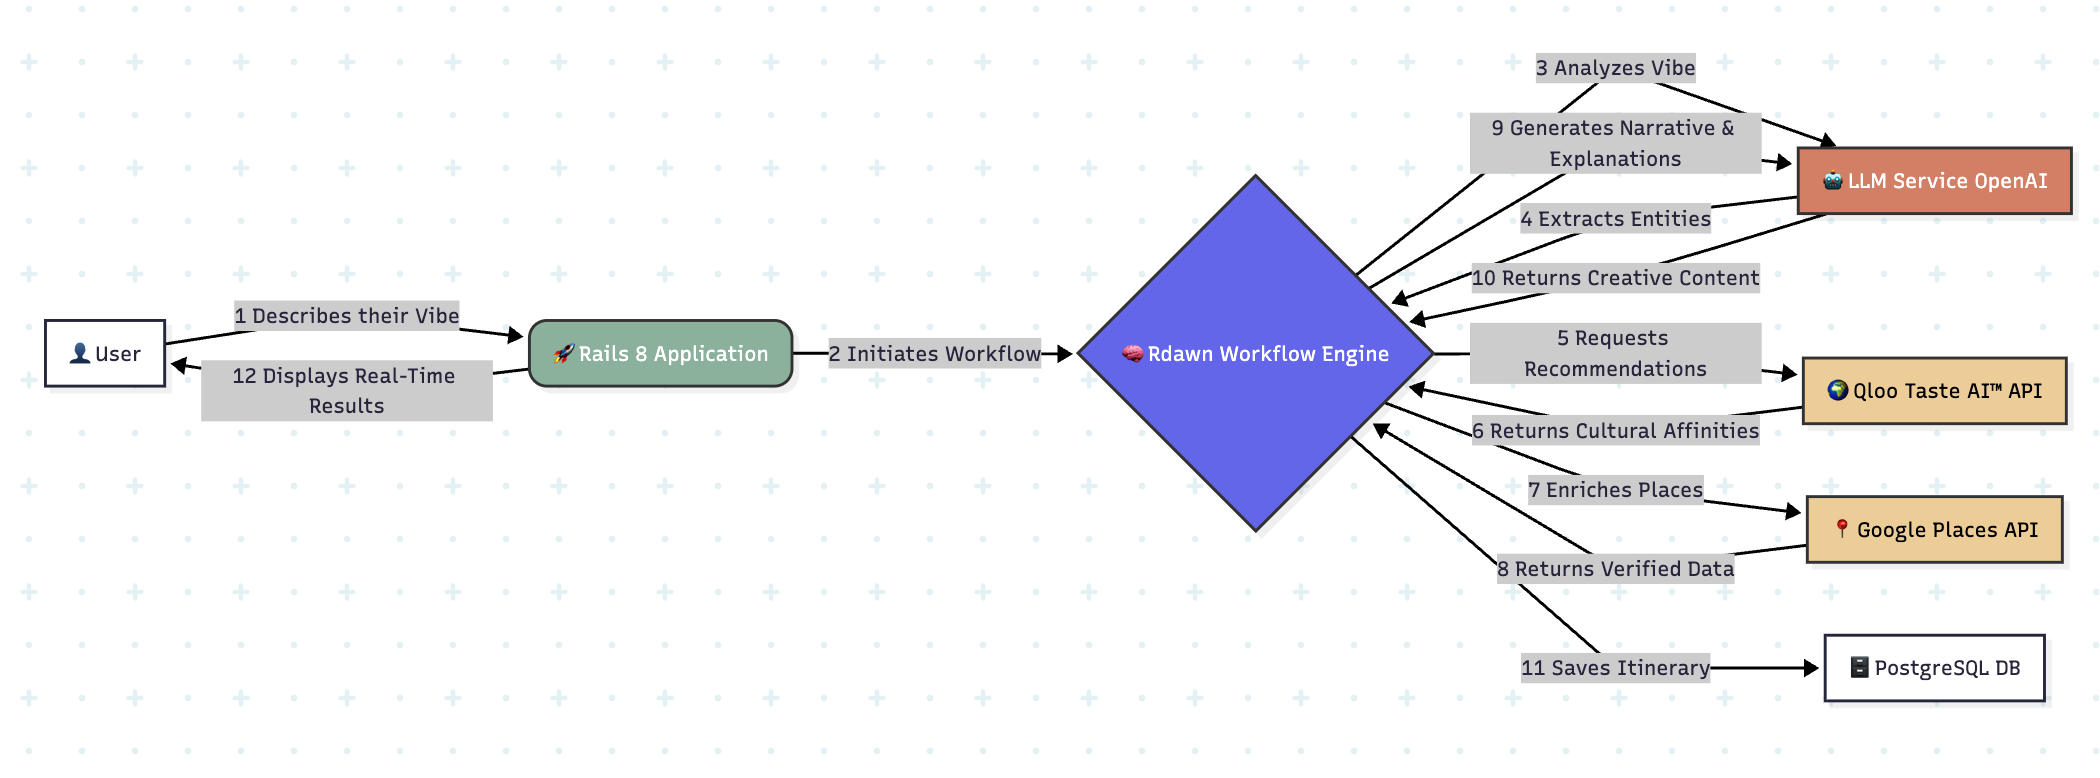 3 Analyzes Vibe
9 Generates Narrative &
Explanations
🤖 LLM Service OpenAI
4 Extracts Entities
10 Returns Creative Content
1 Describes their Vibe
👤 User
🚀 Rails 8 Application
2 Initiates Workflow
🧠 Rdawn Workflow Engine
5 Requests
Recommendations
12 Displays Real-Time
Results
🌍 Qloo Taste AI™ API
6 Returns Cultural Affinities
7 Enriches Places
📍 Google Places API
8 Returns Verified Data
11 Saves Itinerary
🗄️ PostgreSQL DB